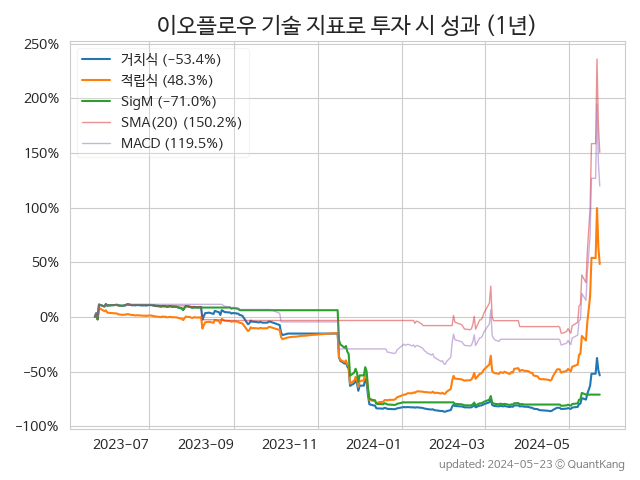 이오플로우 기술 지표로 투자 시 성과 (1년)
250%
200%
150%
100%
50%
0%
−50%
−100%
거치식 (−53.4%)
적립식 (48.3%)
SigM (−71.0%)
SMA(20) (150.2%)
MACD (119.5%)
2023-07 2023-09 2023-11 2024-01 2024-03 2024-05
updated: 2024-05-23 © QuantKang